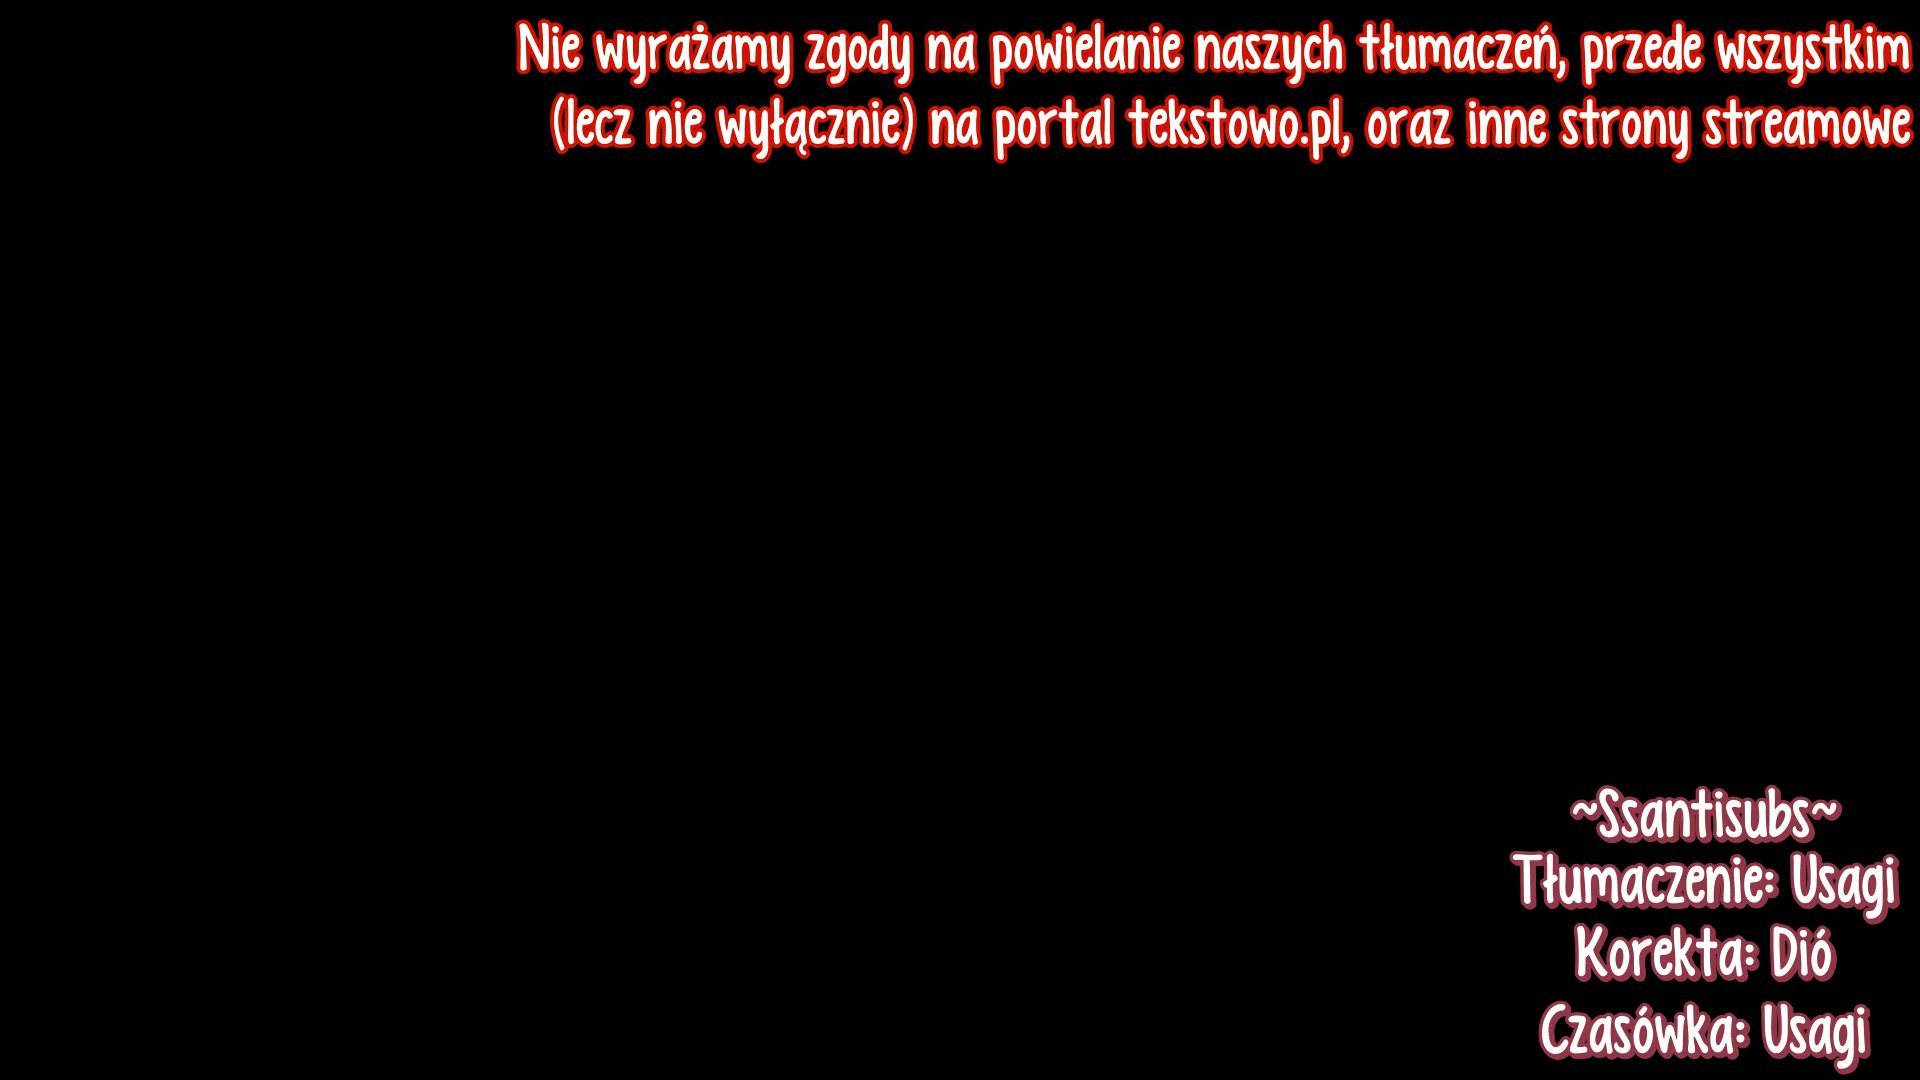 Nie wyrażamy zgody na powielanie naszych tłumaczeń, przede wszystkim
(lecz nie wyłącznie) na portal tekstowo.pl, oraz inne strony streamowe
~Ssantisubs~
Tłumaczenie: Usagi
Korekta: Dió
Czasówka: Usagi